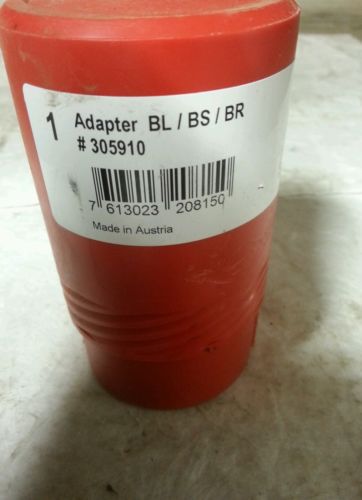 1 Adapter BL / BS / BR
# 305910
7 613023 208150
Made in Austria